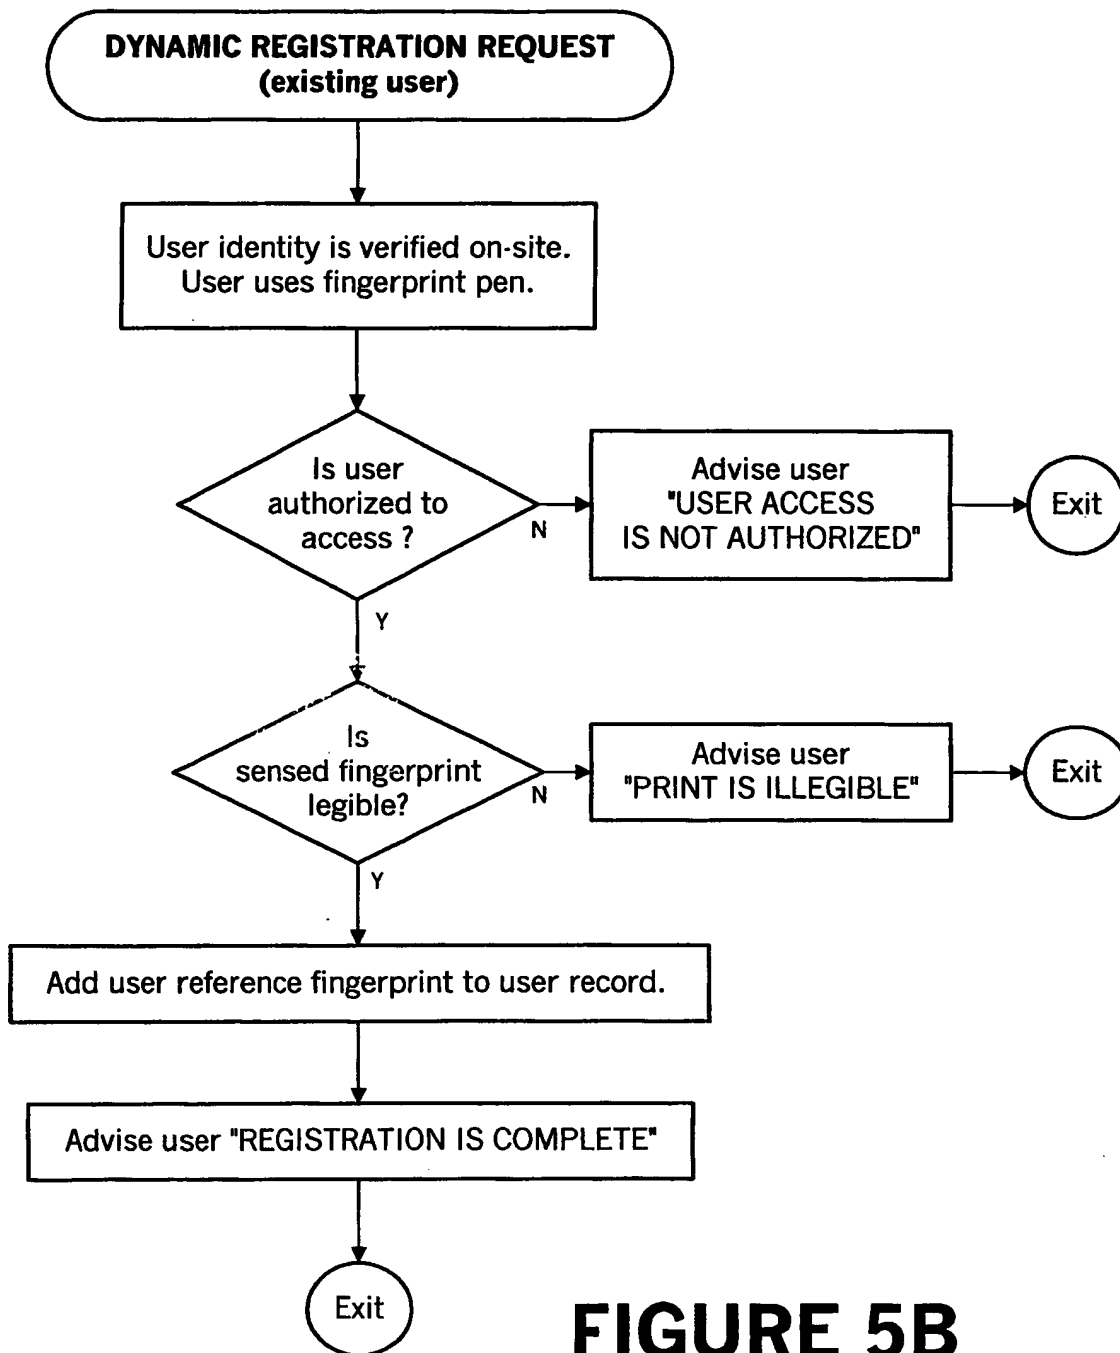 DYNAMIC REGISTRATION REQUEST
(existing user)
User identity is verified on-site.
User uses fingerprint pen.
Is user
authorized to
access ?
N
Advise user
"USER ACCESS
IS NOT AUTHORIZED"
Exit
Y
Is
sensed fingerprint
legible?
N
Advise user
"PRINT IS ILLEGIBLE"
Exit
Y
Add user reference fingerprint to user record.
Advise user "REGISTRATION IS COMPLETE"
Exit
FIGURE 5B